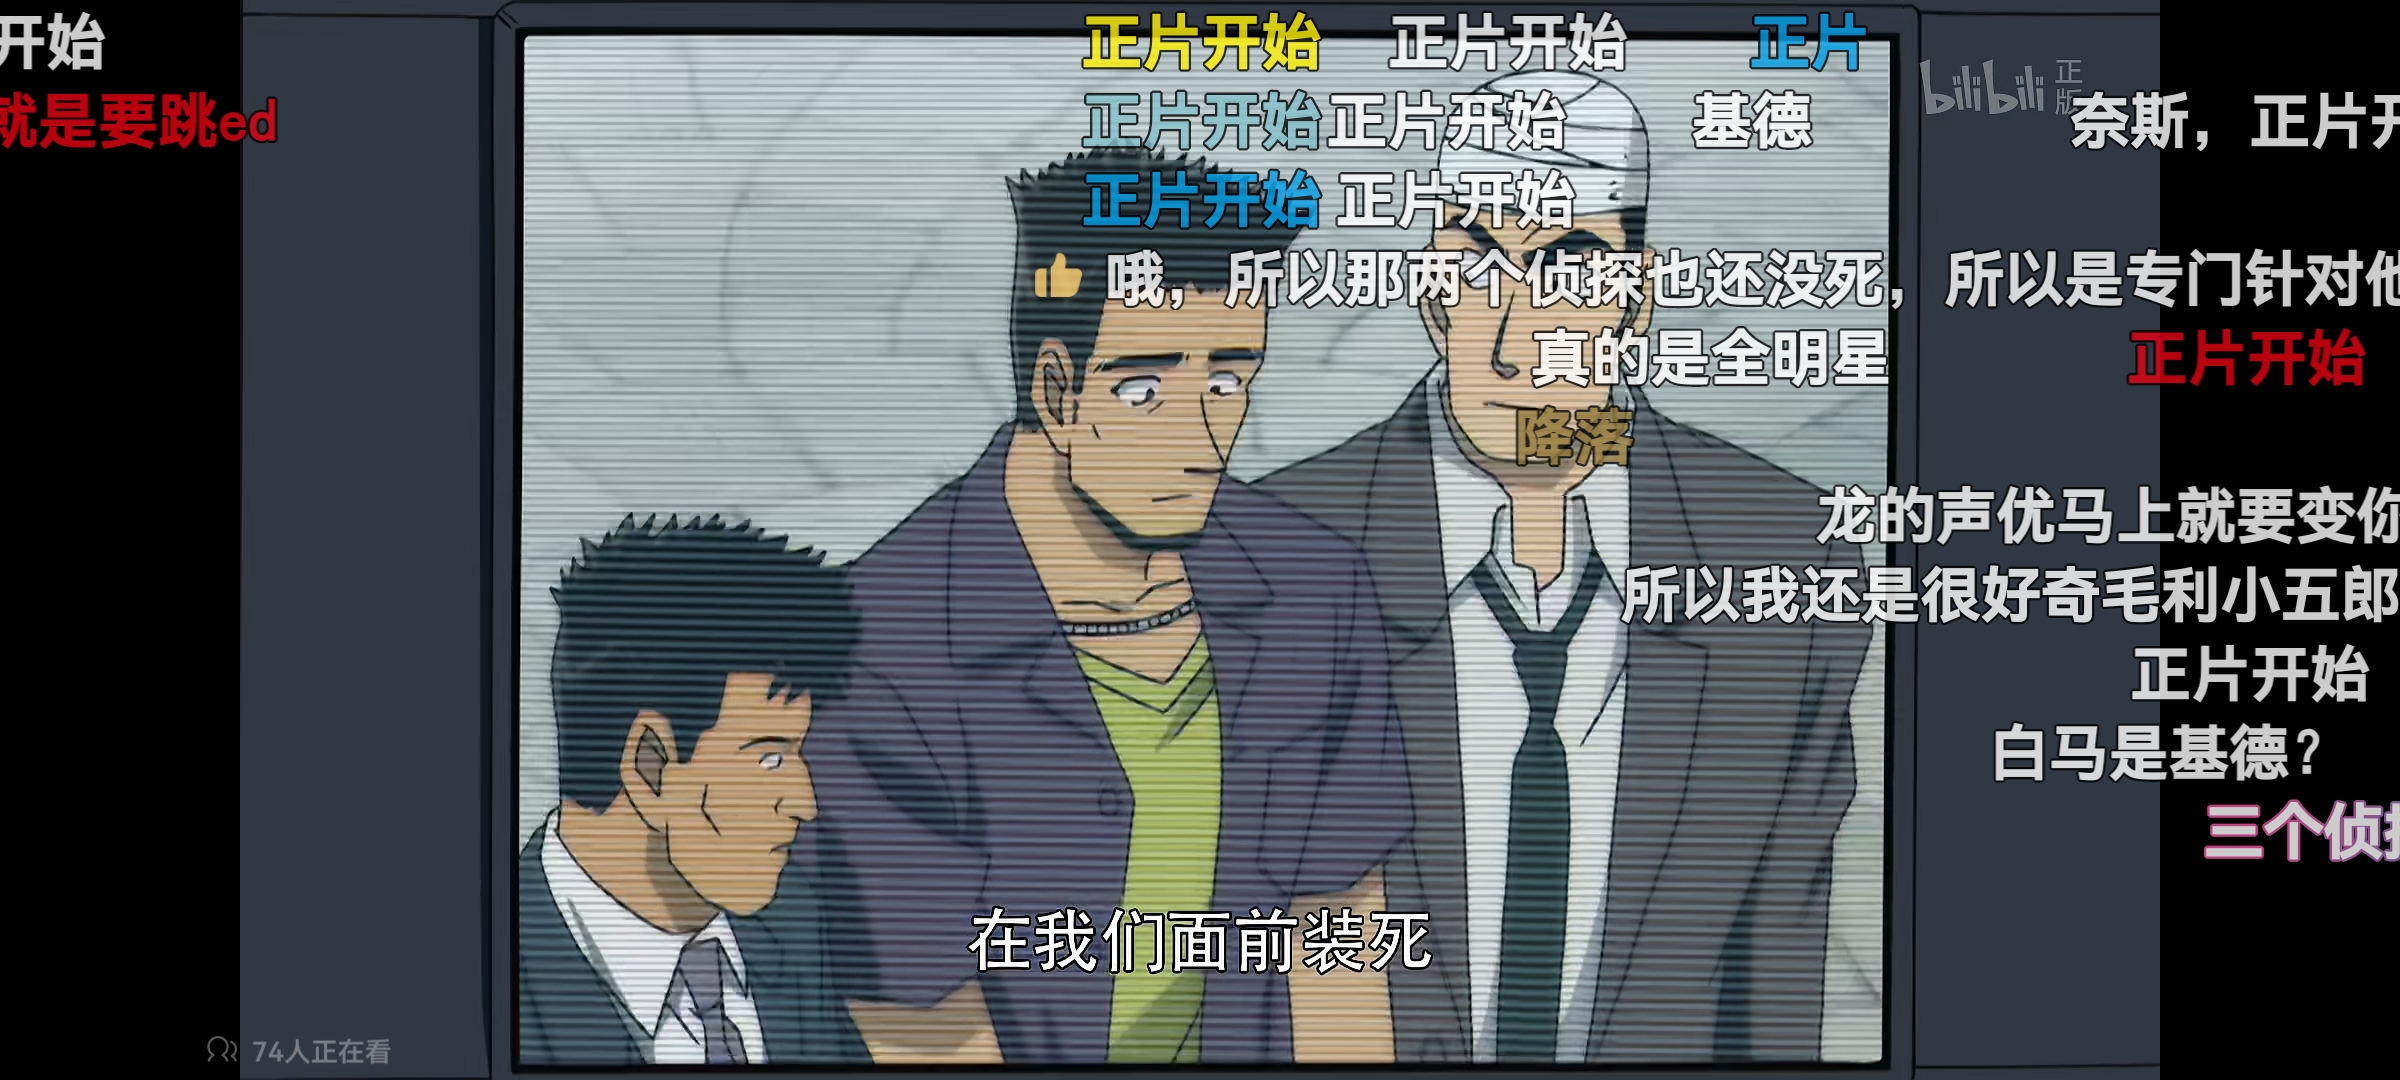 开始 正片开始 正片开始 正片
bilibili 正版
就是要跳ed 正片开始 正片开始 基德 奈斯，正片开
正片开始 正片开始
哦，所以那两个侦探也还没死，所以是专门针对他
真的是全明星 正片开始
降落
龙的声优马上就要变你
所以我还是很好奇毛利小五郎
正片开始
白马是基德？
三个侦探
在我们面前装死
74人正在看